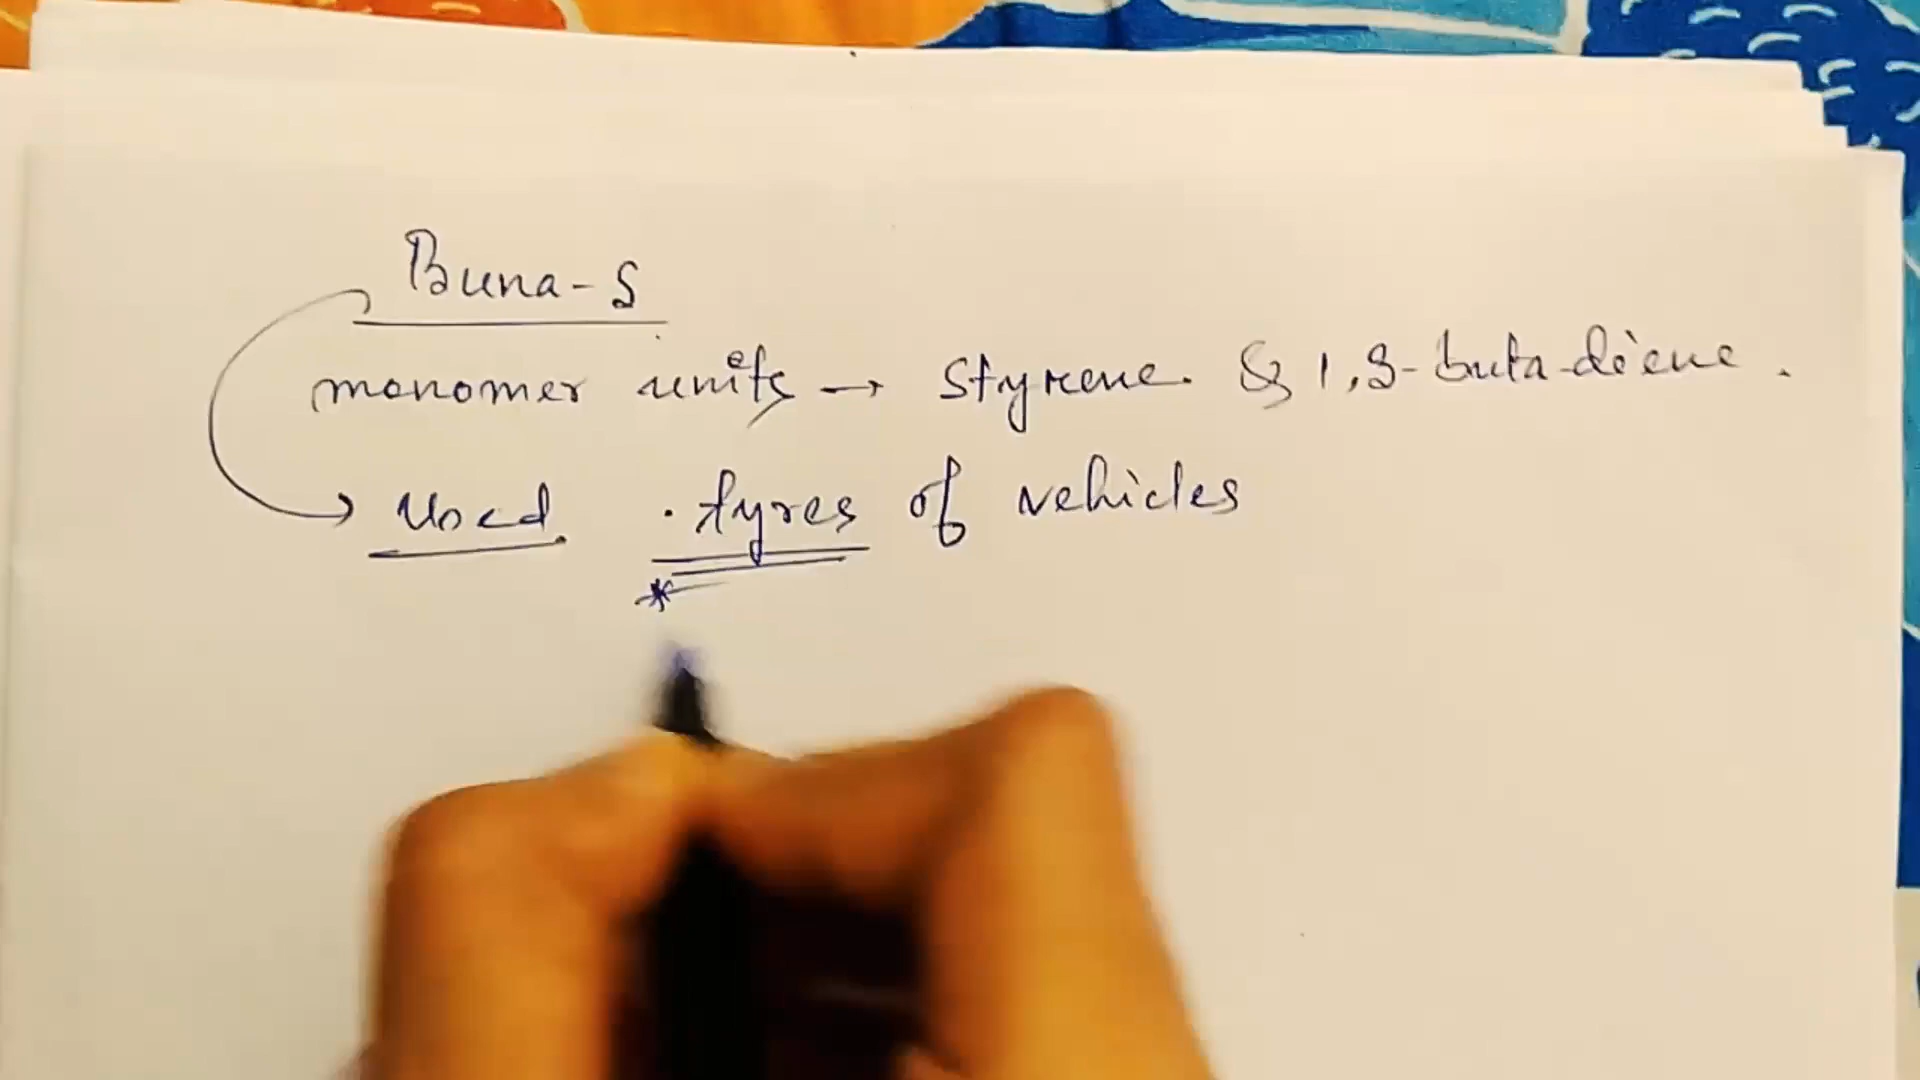 Buna-S
monomer units → Styrene. & 1,3-buta-diene.
Used · tyres of vehicles
*